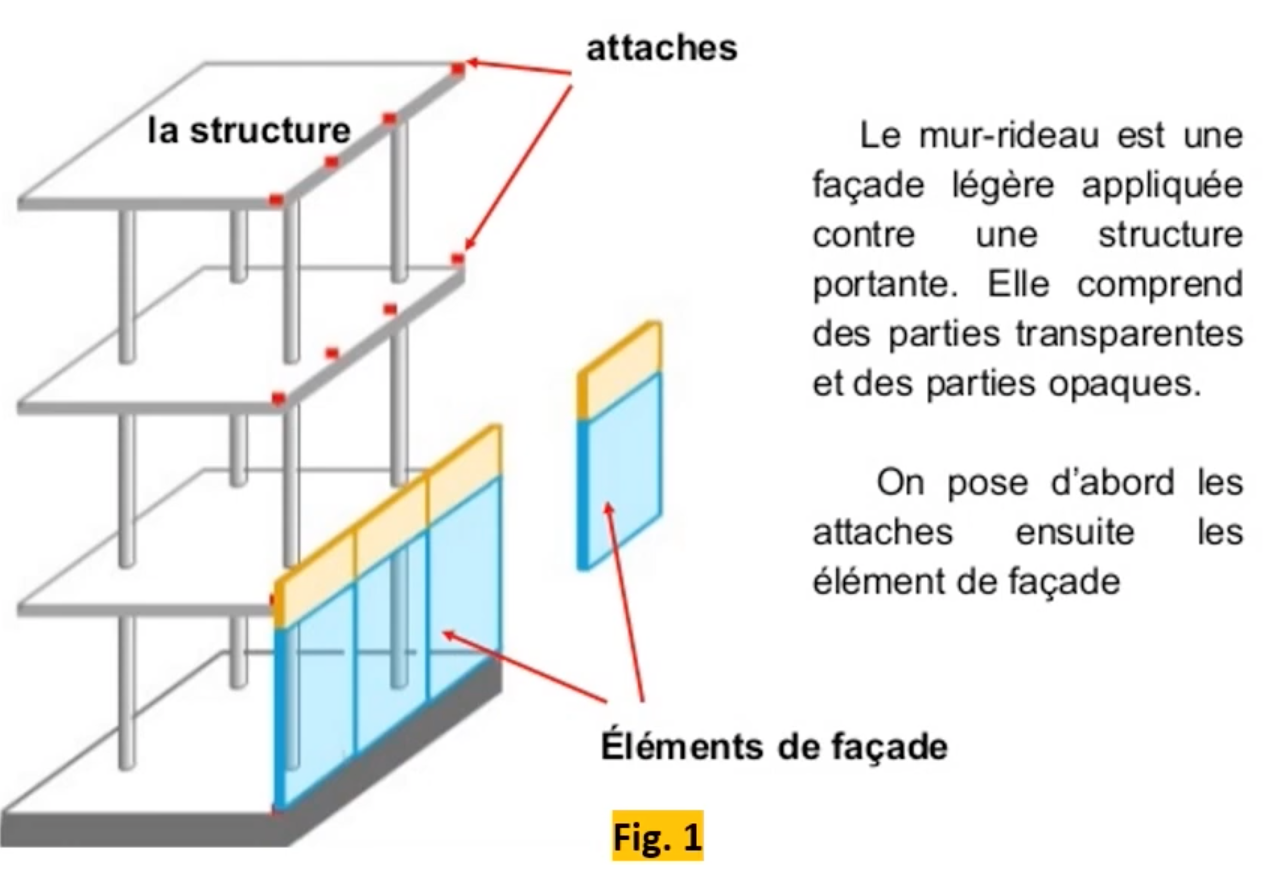 attaches
la structure
Le mur-rideau est une
façade légère appliquée
contre une structure
portante. Elle comprend
des parties transparentes
et des parties opaques.
On pose d'abord les
attaches ensuite les
élément de façade
Éléments de façade
Fig. 1